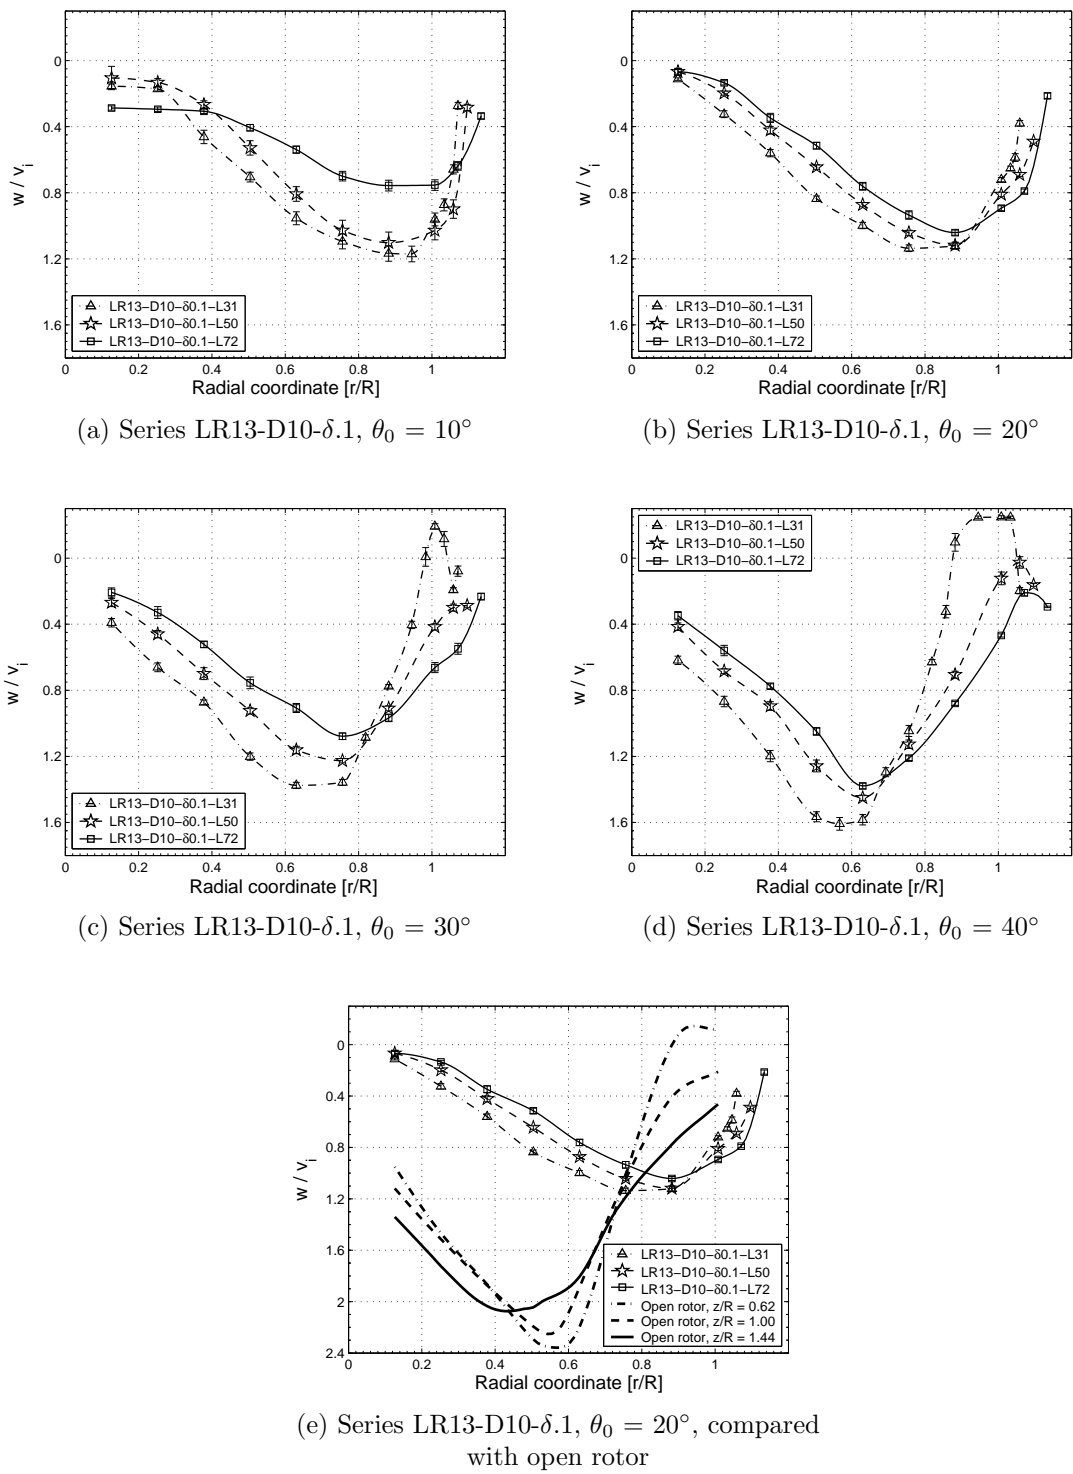 0
0.4
0.8
1.2
1.6
w / v_i
LR13–D10–δ0.1–L31
LR13–D10–δ0.1–L50
LR13–D10–δ0.1–L72
0 0.2 0.4 0.6 0.8 1
Radial coordinate [r/R]
(a) Series LR13-D10-δ.1, θ₀ = 10°
0
0.4
0.8
1.2
1.6
w / v_i
LR13–D10–δ0.1–L31
LR13–D10–δ0.1–L50
LR13–D10–δ0.1–L72
0 0.2 0.4 0.6 0.8 1
Radial coordinate [r/R]
(b) Series LR13-D10-δ.1, θ₀ = 20°
0
0.4
0.8
1.2
1.6
w / v_i
LR13–D10–δ0.1–L31
LR13–D10–δ0.1–L50
LR13–D10–δ0.1–L72
0 0.2 0.4 0.6 0.8 1
Radial coordinate [r/R]
(c) Series LR13-D10-δ.1, θ₀ = 30°
LR13–D10–δ0.1–L31
LR13–D10–δ0.1–L50
LR13–D10–δ0.1–L72
0
0.4
0.8
1.2
1.6
w / v_i
0 0.2 0.4 0.6 0.8 1
Radial coordinate [r/R]
(d) Series LR13-D10-δ.1, θ₀ = 40°
0
0.4
0.8
1.2
1.6
2
2.4
w / v_i
LR13–D10–δ0.1–L31
LR13–D10–δ0.1–L50
LR13–D10–δ0.1–L72
Open rotor, z/R = 0.62
Open rotor, z/R = 1.00
Open rotor, z/R = 1.44
0 0.2 0.4 0.6 0.8 1
Radial coordinate [r/R]
(e) Series LR13-D10-δ.1, θ₀ = 20°, compared
with open rotor